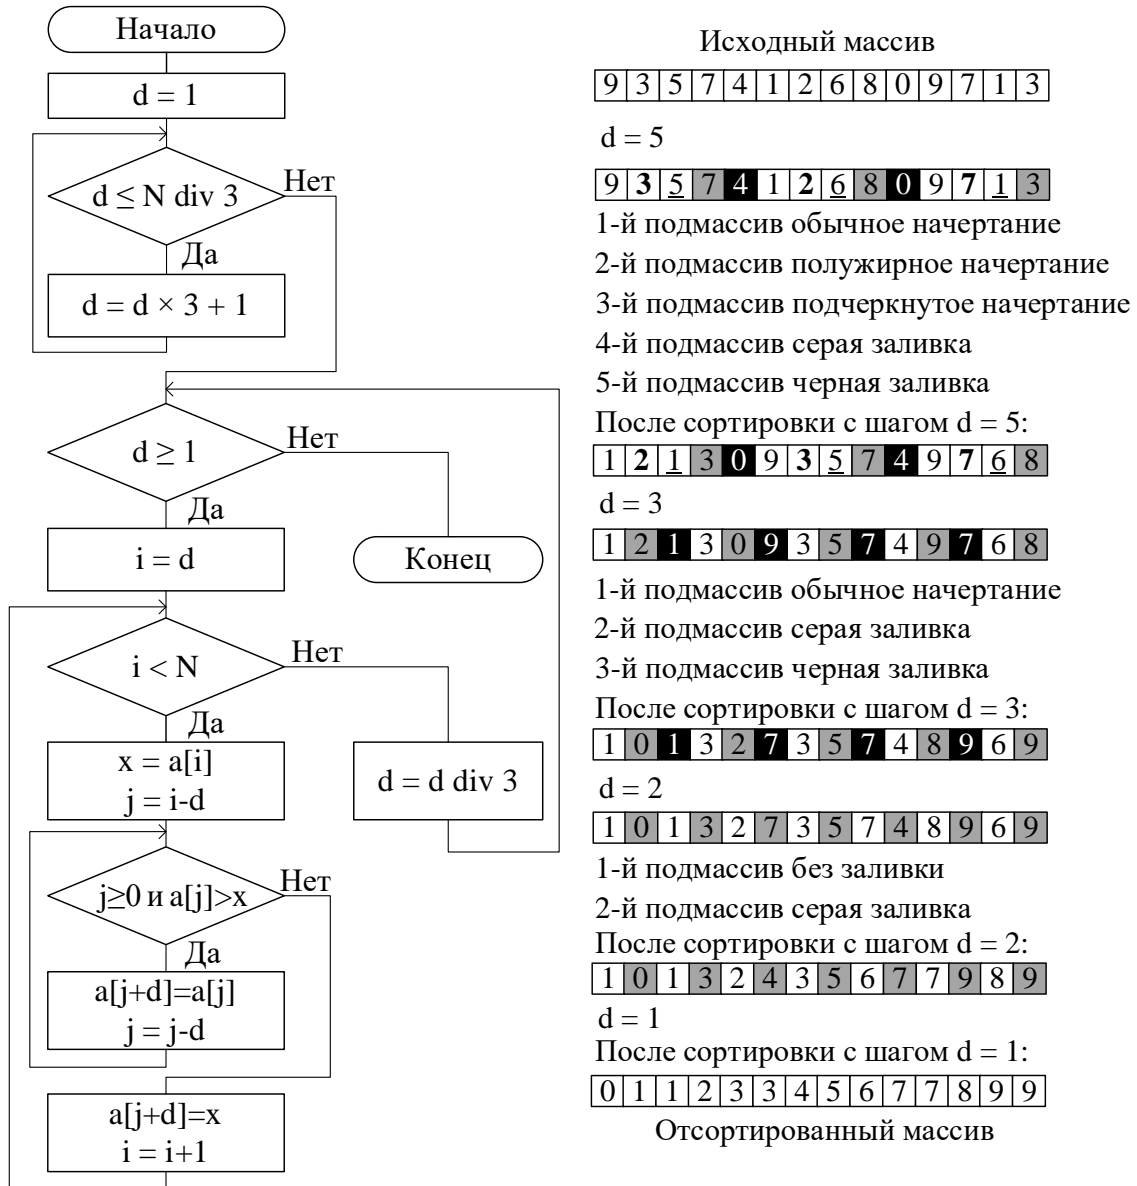 Начало
d = 1
d ≤ N div 3
Нет
Да
d = d × 3 + 1
d ≥ 1
Нет
Да
i = d
Конец
i < N
Нет
Да
x = a[i]
j = i-d
d = d div 3
j≥0 и a[j]>x
Нет
Да
a[j+d]=a[j]
j = j-d
a[j+d]=x
i = i+1
Исходный массив
9 3 5 7 4 1 2 6 8 0 9 7 1 3
d = 5
9 3 5 7 4 1 2 6 8 0 9 7 1 3
1-й подмассив обычное начертание
2-й подмассив полужирное начертание
3-й подмассив подчеркнутое начертание
4-й подмассив серая заливка
5-й подмассив черная заливка
После сортировки с шагом d = 5:
1 2 1 3 0 9 3 5 7 4 9 7 6 8
d = 3
1 2 1 3 0 9 3 5 7 4 9 7 6 8
1-й подмассив обычное начертание
2-й подмассив серая заливка
3-й подмассив черная заливка
После сортировки с шагом d = 3:
1 0 1 3 2 7 3 5 7 4 8 9 6 9
d = 2
1 0 1 3 2 7 3 5 7 4 8 9 6 9
1-й подмассив без заливки
2-й подмассив серая заливка
После сортировки с шагом d = 2:
1 0 1 3 2 4 3 5 6 7 7 9 8 9
d = 1
После сортировки с шагом d = 1:
0 1 1 2 3 3 4 5 6 7 7 8 9 9
Отсортированный массив